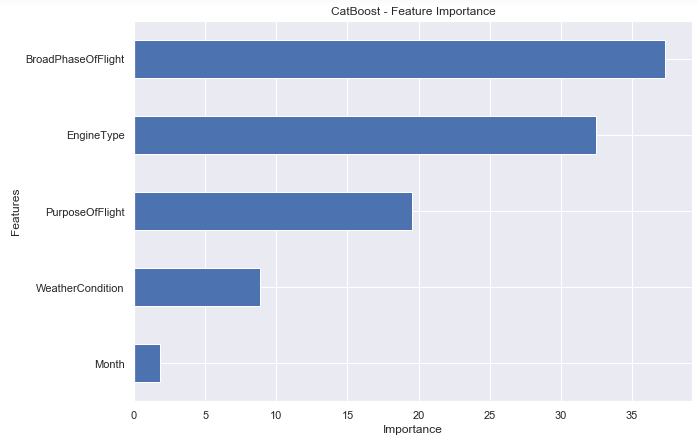 CatBoost - Feature Importance
Features
BroadPhaseOfFlight
EngineType
PurposeOfFlight
WeatherCondition
Month
0 5 10 15 20 25 30 35
Importance